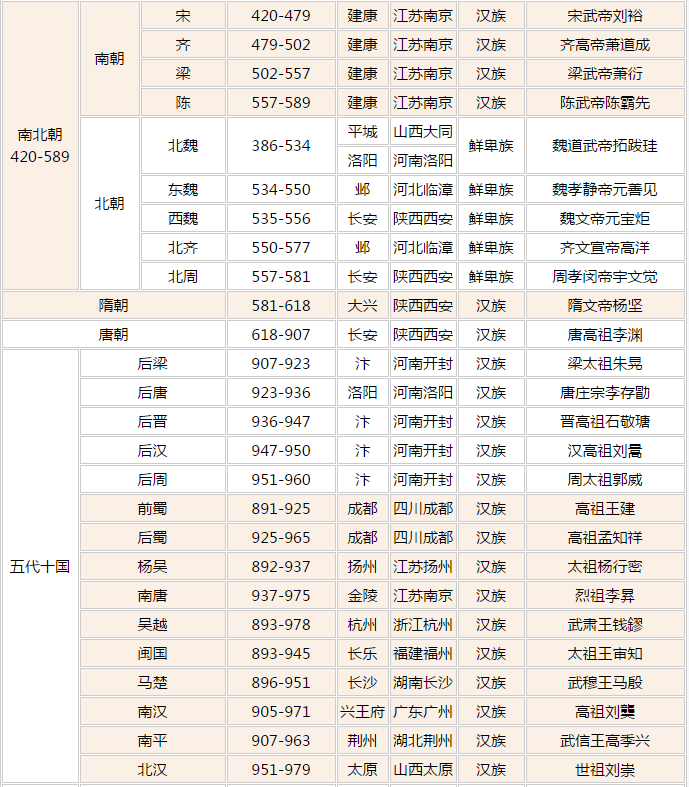 宋 420-479 建康 江苏南京 汉族 宋武帝刘裕
南朝
齐 479-502 建康 江苏南京 汉族 齐高帝萧道成
梁 502-557 建康 江苏南京 汉族 梁武帝萧衍
陈 557-589 建康 江苏南京 汉族 陈武帝陈霸先
南北朝
420-589
北朝
北魏 386-534 平城 山西大同 鲜卑族 魏道武帝拓跋珪
洛阳 河南洛阳
东魏 534-550 邺 河北临漳 鲜卑族 魏孝静帝元善见
西魏 535-556 长安 陕西西安 鲜卑族 魏文帝元宝炬
北齐 550-577 邺 河北临漳 鲜卑族 齐文宣帝高洋
北周 557-581 长安 陕西西安 鲜卑族 周孝闵帝宇文觉
隋朝 581-618 大兴 陕西西安 汉族 隋文帝杨坚
唐朝 618-907 长安 陕西西安 汉族 唐高祖李渊
后梁 907-923 汴 河南开封 汉族 梁太祖朱晃
后唐 923-936 洛阳 河南洛阳 汉族 唐庄宗李存勖
后晋 936-947 汴 河南开封 汉族 晋高祖石敬瑭
后汉 947-950 汴 河南开封 汉族 汉高祖刘暠
后周 951-960 汴 河南开封 汉族 周太祖郭威
前蜀 891-925 成都 四川成都 汉族 高祖王建
后蜀 925-965 成都 四川成都 汉族 高祖孟知祥
五代十国
杨吴 892-937 扬州 江苏扬州 汉族 太祖杨行密
南唐 937-975 金陵 江苏南京 汉族 烈祖李昪
吴越 893-978 杭州 浙江杭州 汉族 武肃王钱鏐
闽国 893-945 长乐 福建福州 汉族 太祖王审知
马楚 896-951 长沙 湖南长沙 汉族 武穆王马殷
南汉 905-971 兴王府 广东广州 汉族 高祖刘龑
南平 907-963 荆州 湖北荆州 汉族 武信王高季兴
北汉 951-979 太原 山西太原 汉族 世祖刘崇